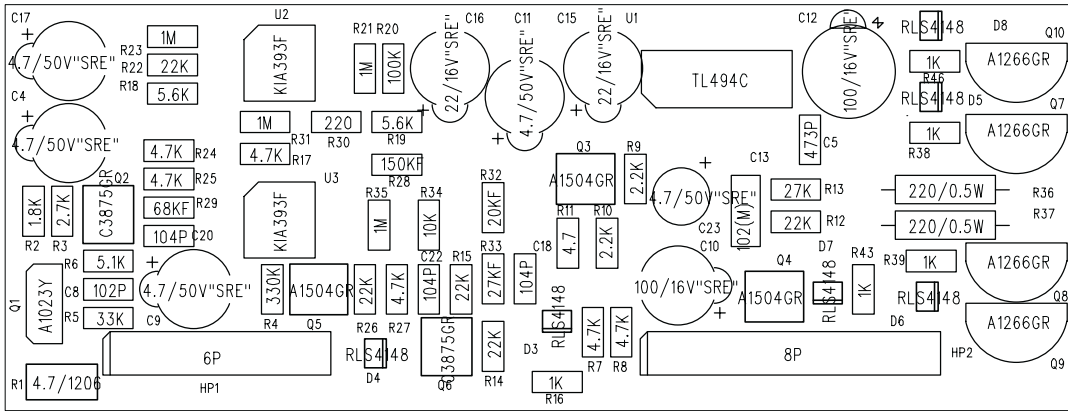 C17
U2
R21
R20
C16
C11
C15
U1
C12
RLS4148
D8
Q10
1M
R23
4.7/50V"SRE"
22K
R22
KIA393F
1M
100K
22/16V"SRE"
4.7/50V"SRE"
22/16V"SRE"
TL494C
100/16V"SRE"
1K
R46
A1266GR
R18
5.6K
C4
RLS4148
D5
Q7
1M
R31
220
R30
5.6K
R19
473P
C5
1K
R38
A1266GR
4.7/50V"SRE"
4.7K
R24
4.7K
R17
150KF
R28
Q3
A1504GR
R9
2.2K
C13
4.7K
R25
Q2
C3875GR
U3
KIA393F
R35
1M
R34
10K
R32
20KF
4.7/50V"SRE"
C23
102(M)
27K
R13
220/0.5W
R36
1.8K
R2
2.7K
R3
68KF
R29
R11
4.7
R10
2.2K
22K
R12
220/0.5W
R37
104P
C20
R6
5.1K
C22
R15
R33
27KF
C18
104P
C10
Q4
D7
R43
1K
R39
1K
A1266GR
Q8
Q1
A1023Y
C8
102P
4.7/50V"SRE"
C9
330K
R4
A1504GR
Q5
22K
R26
4.7K
R27
104P
22K
100/16V"SRE"
A1504GR
RLS4148
RLS4148
D6
R5
33K
C3875GR
Q6
22K
R14
RLS4148
D3
4.7K
R7
4.7K
R8
A1266GR
Q9
6P
HP1
RLS4148
D4
8P
HP2
R1
4.7/1206
1K
R16